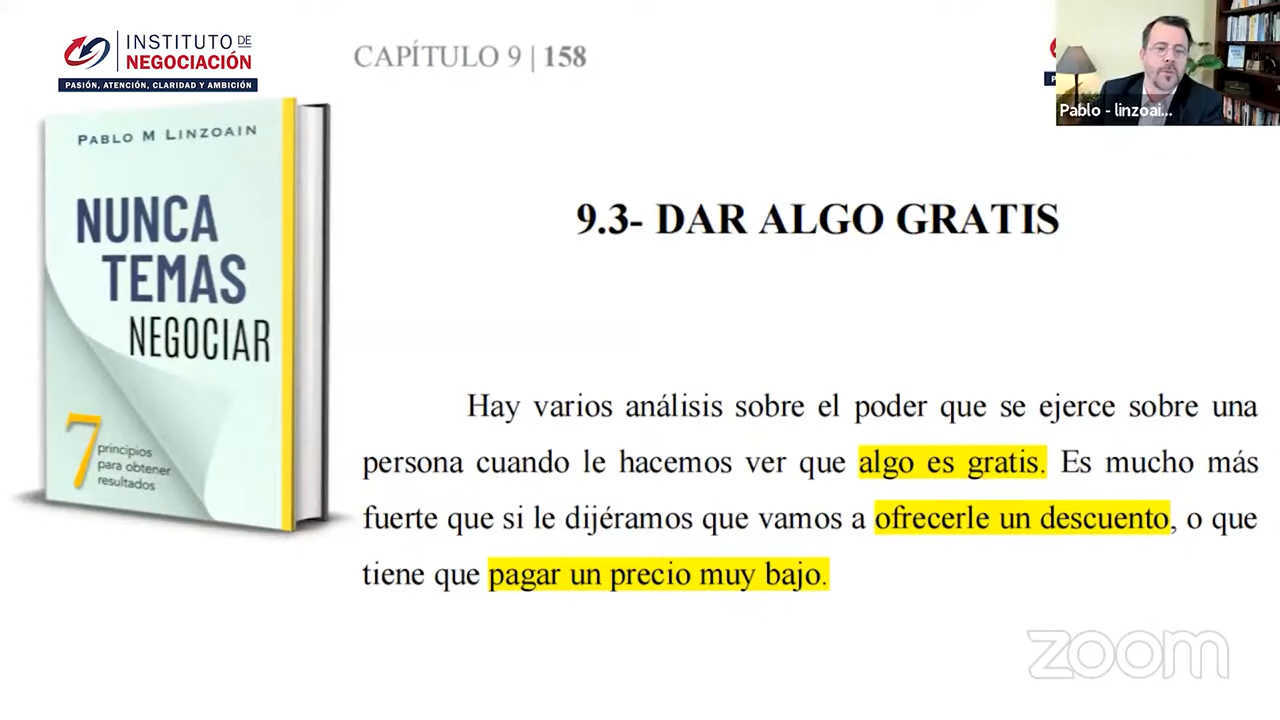 INSTITUTO DE
NEGOCIACIÓN
PASIÓN, ATENCIÓN, CLARIDAD Y AMBICIÓN
CAPÍTULO 9 | 158
Pablo - linzoai...
PABLO M LINZOAIN
NUNCA
TEMAS
NEGOCIAR
7 principios
para obtener
resultados
9.3- DAR ALGO GRATIS
Hay varios análisis sobre el poder que se ejerce sobre una
persona cuando le hacemos ver que algo es gratis. Es mucho más
fuerte que si le dijéramos que vamos a ofrecerle un descuento, o que
tiene que pagar un precio muy bajo.
zoom